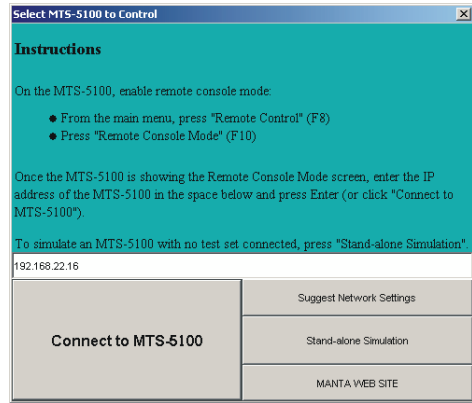 Select MTS-5100 to Control
Instructions
On the MTS-5100, enable remote console mode:
● From the main menu, press "Remote Control" (F8)
● Press "Remote Console Mode" (F10)
Once the MTS-5100 is showing the Remote Console Mode screen, enter the IP
address of the MTS-5100 in the space below and press Enter (or click "Connect to
MTS-5100").
To simulate an MTS-5100 with no test set connected, press "Stand-alone Simulation".
192.168.22.16
Connect to MTS-5100
Suggest Network Settings
Stand-alone Simulation
MANTA WEB SITE